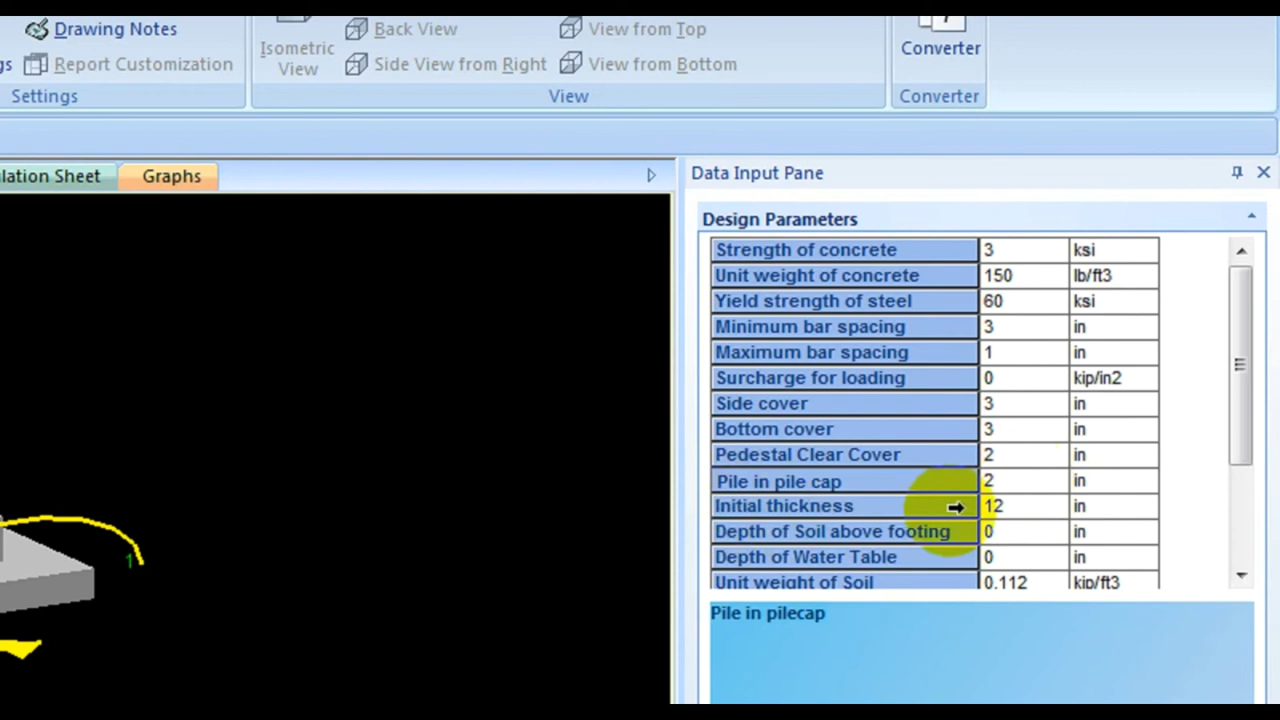 Drawing Notes
Back View
View from Top
Isometric
View
Converter
gs
Report Customization
Side View from Right
View from Bottom
Settings
View
Converter
lation Sheet
Graphs
Data Input Pane
Design Parameters
Strength of concrete 3 ksi
Unit weight of concrete 150 lb/ft3
Yield strength of steel 60 ksi
Minimum bar spacing 3 in
Maximum bar spacing 1 in
Surcharge for loading 0 kip/in2
Side cover 3 in
Bottom cover 3 in
Pedestal Clear Cover 2 in
Pile in pile cap 2 in
Initial thickness 12 in
Depth of Soil above footing 0 in
Depth of Water Table 0 in
Unit weight of Soil 0.112 kip/ft3
Pile in pilecap
1